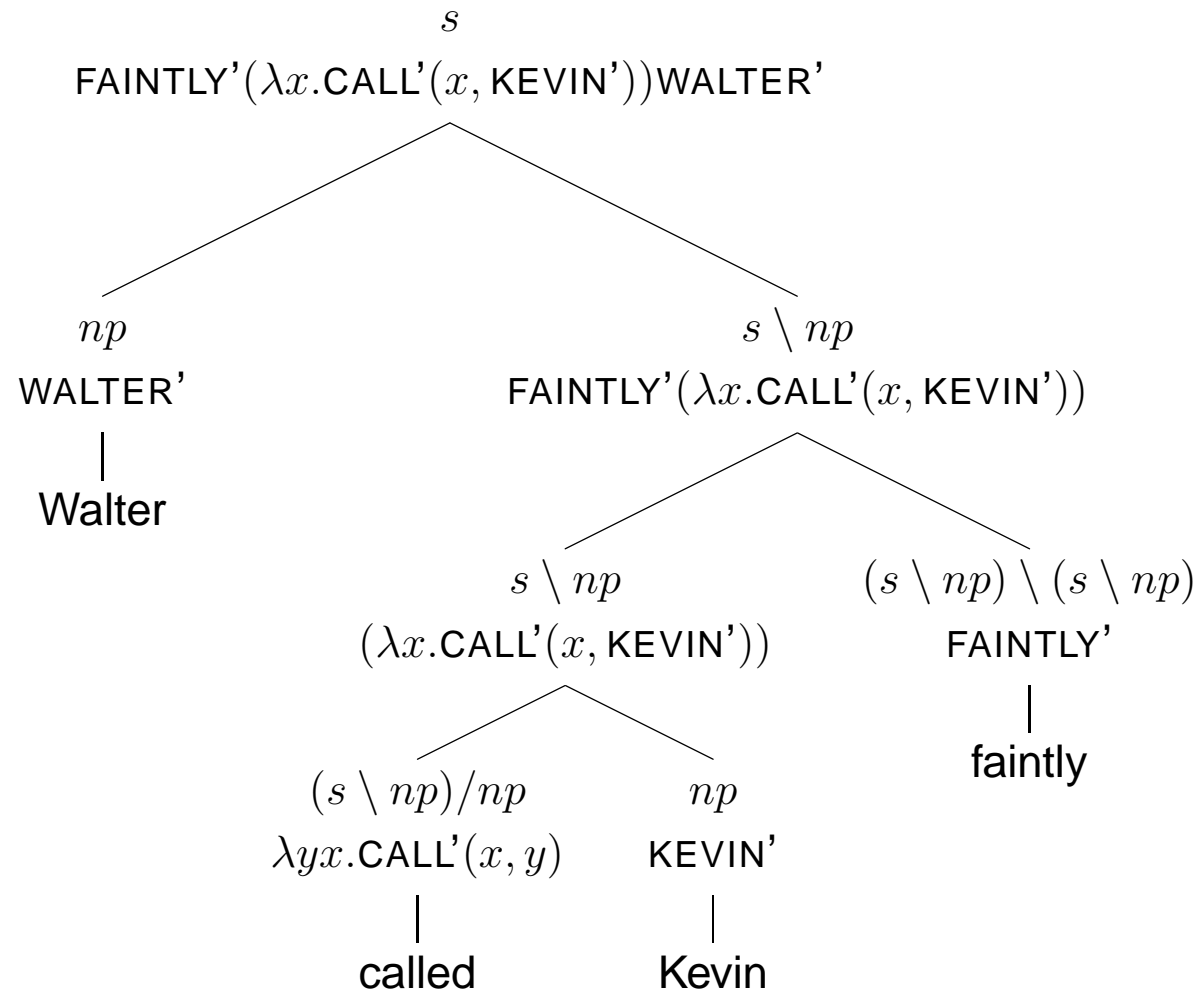 s
FAINTLY'(λx.CALL'(x, KEVIN'))WALTER'
np
s \ np
WALTER'
FAINTLY'(λx.CALL'(x, KEVIN'))
Walter
s \ np
(s \ np) \ (s \ np)
(λx.CALL'(x, KEVIN'))
FAINTLY'
faintly
(s \ np)/np
np
λyx.CALL'(x, y)
KEVIN'
called
Kevin